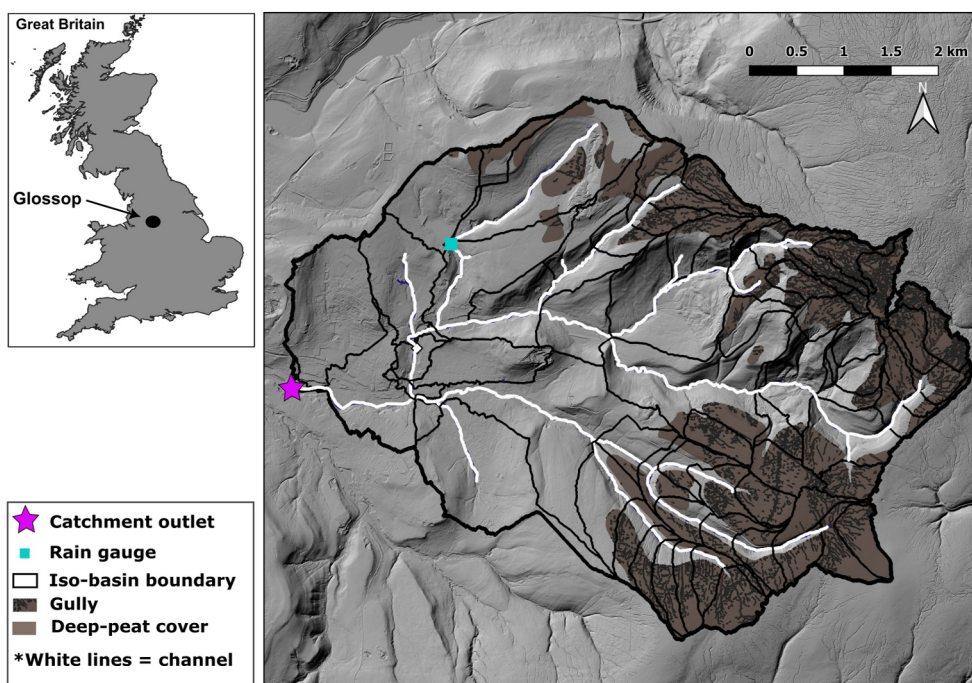 Great Britain
Glossop
0 0.5 1 1.5 2 km
N
Catchment outlet
Rain gauge
Iso-basin boundary
Gully
Deep-peat cover
*White lines = channel